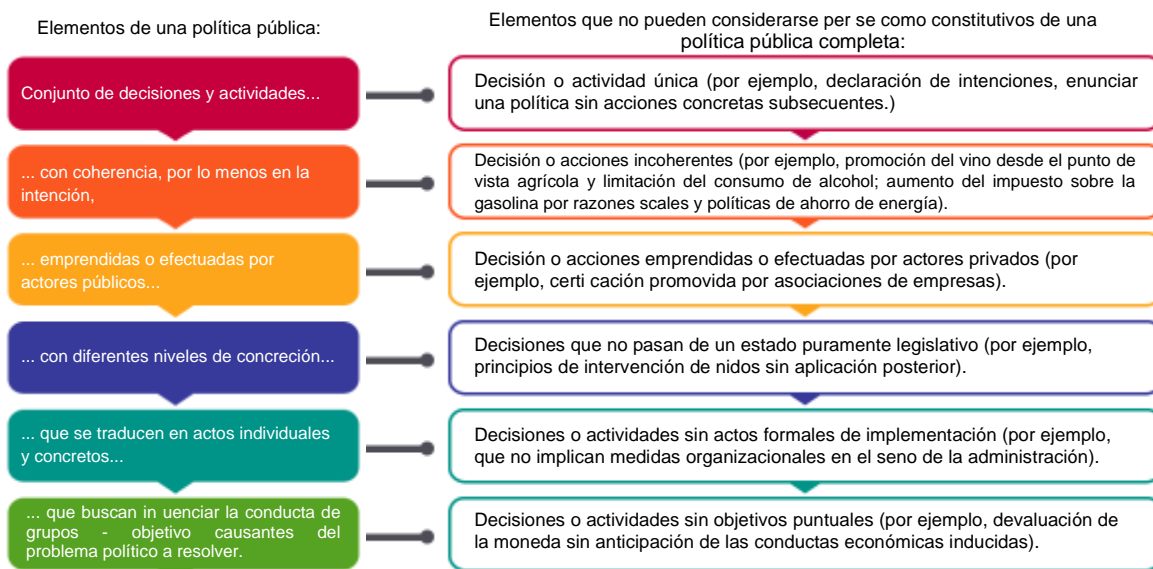 Elementos de una política pública:
Elementos que no pueden considerarse per se como constitutivos de una
política pública completa:
Conjunto de decisiones y actividades...
Decisión o actividad única (por ejemplo, declaración de intenciones, enunciar
una política sin acciones concretas subsecuentes.)
... con coherencia, por lo menos en la
intención,
Decisión o acciones incoherentes (por ejemplo, promoción del vino desde el punto de
vista agrícola y limitación del consumo de alcohol; aumento del impuesto sobre la
gasolina por razones scales y políticas de ahorro de energía).
... emprendidas o efectuadas por
actores públicos...
Decisión o acciones emprendidas o efectuadas por actores privados (por
ejemplo, certi cación promovida por asociaciones de empresas).
... con diferentes niveles de concreción...
Decisiones que no pasan de un estado puramente legislativo (por ejemplo,
principios de intervención de nidos sin aplicación posterior).
... que se traducen en actos individuales
y concretos...
Decisiones o actividades sin actos formales de implementación (por ejemplo,
que no implican medidas organizacionales en el seno de la administración).
... que buscan in uenciar la conducta de
grupos - objetivo causantes del
problema político a resolver.
Decisiones o actividades sin objetivos puntuales (por ejemplo, devaluación de
la moneda sin anticipación de las conductas económicas inducidas).